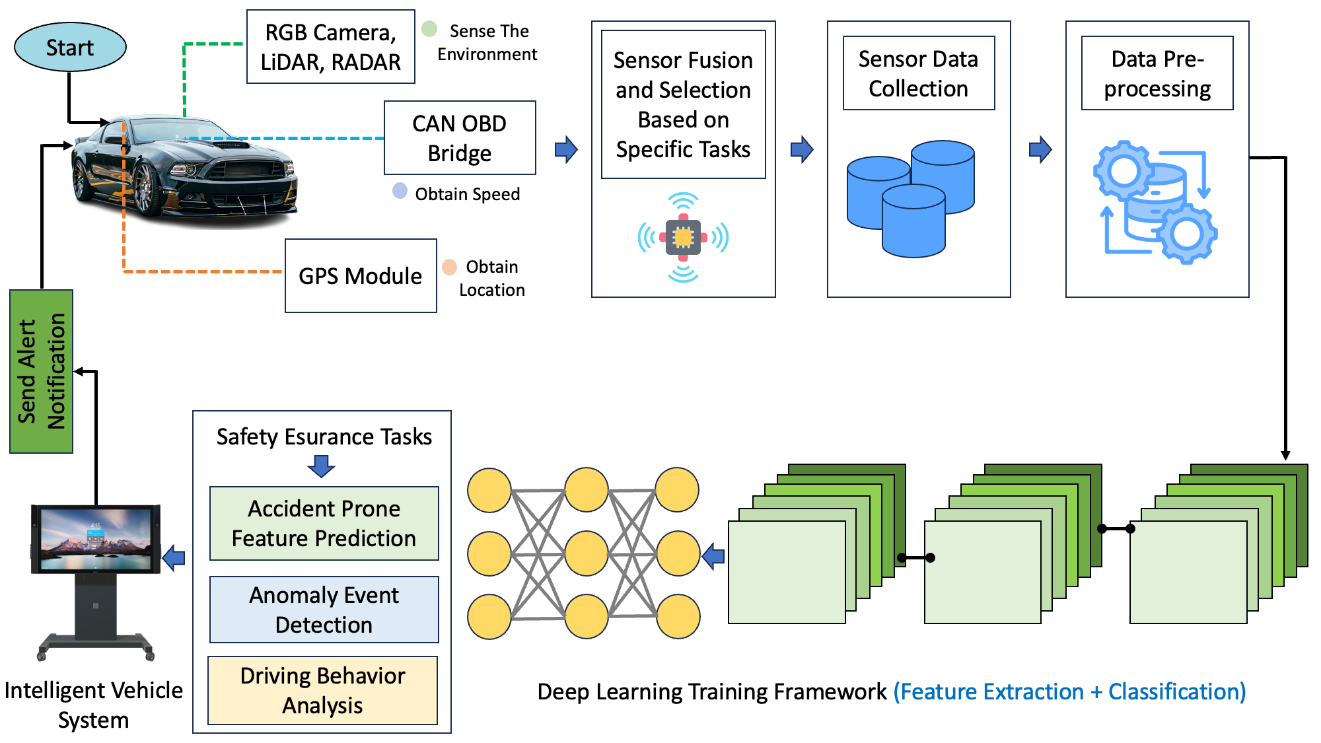 Start
RGB Camera,
LiDAR, RADAR
Sense The
Environment
CAN OBD
Bridge
Obtain Speed
GPS Module
Obtain
Location
Sensor Fusion
and Selection
Based on
Specific Tasks
Sensor Data
Collection
Data Pre-
processing
Send Alert
Notification
Safety Esurance Tasks
Accident Prone
Feature Prediction
Anomaly Event
Detection
Driving Behavior
Analysis
Intelligent Vehicle
System
Deep Learning Training Framework (Feature Extraction + Classification)